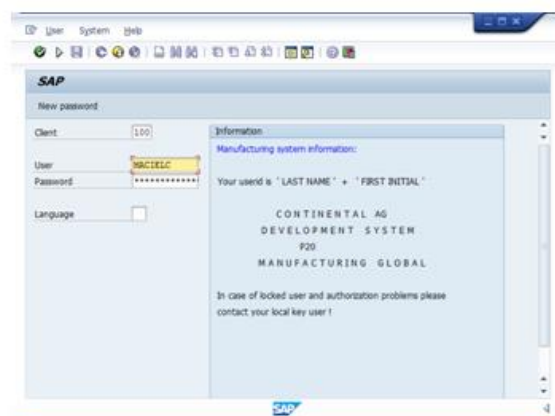 User System Help
SAP
New password
Client 100
User MACIELC
Password ************
Language
Information
Manufacturing system information:
Your userid is `LAST NAME` + `FIRST INITIAL`
CONTINENTAL AG
DEVELOPMENT SYSTEM
P20
MANUFACTURING GLOBAL
In case of locked user and authorization problems please
contact your local key user !
SAP